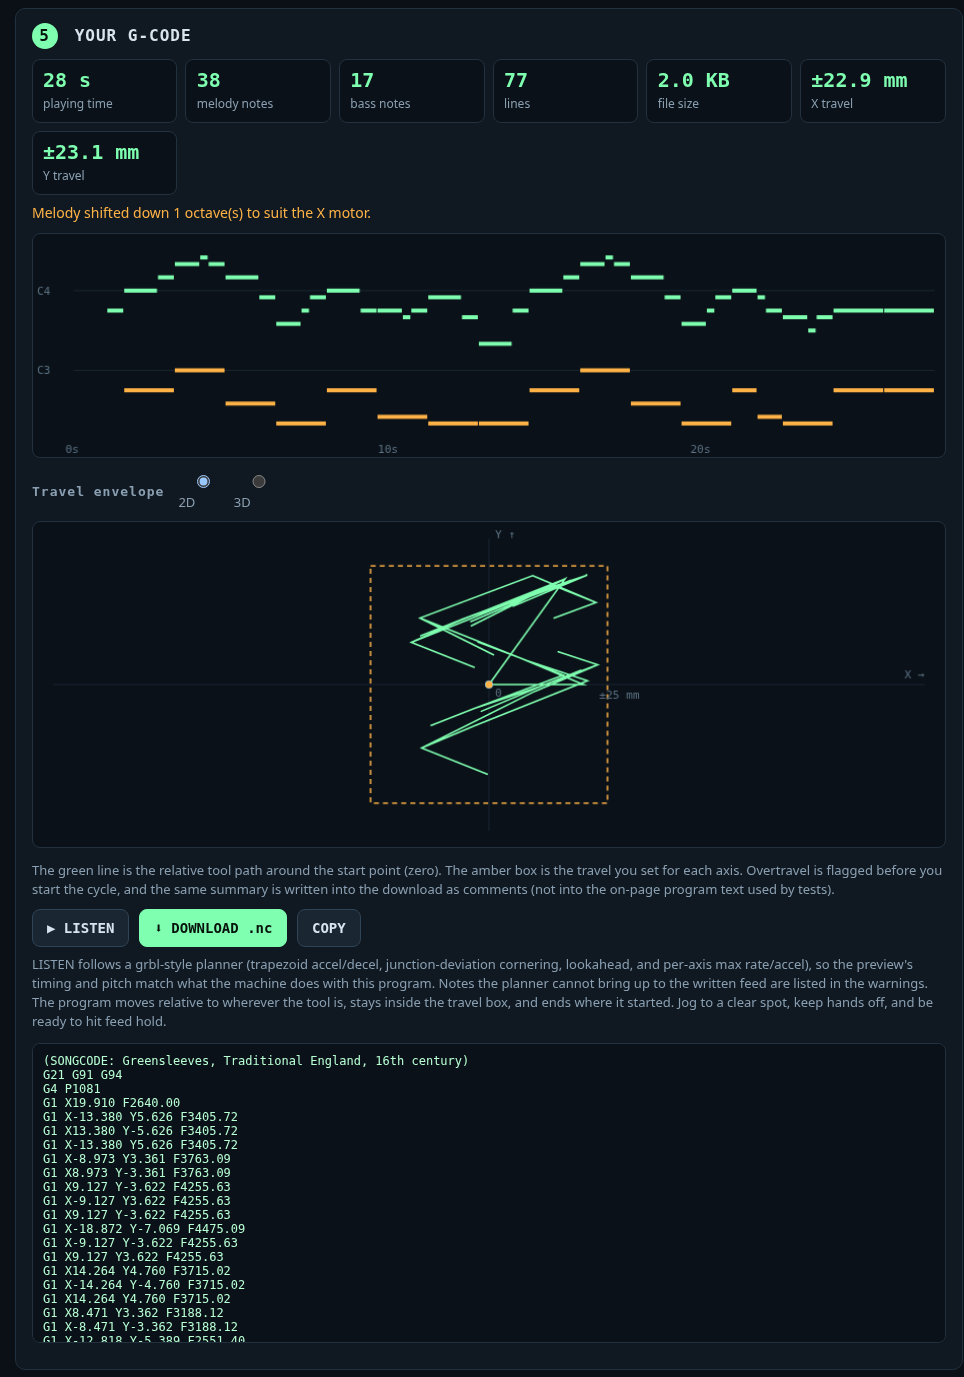 5 YOUR G-CODE
28 s
playing time
38
melody notes
17
bass notes
77
lines
2.0 KB
file size
±22.9 mm
X travel
±23.1 mm
Y travel
Melody shifted down 1 octave(s) to suit the X motor.
C4
C3
0s 10s 20s
Travel envelope
2D 3D
Y ↑
X →
0
±25 mm
The green line is the relative tool path around the start point (zero). The amber box is the travel you set for each axis. Overtravel is flagged before you
start the cycle, and the same summary is written into the download as comments (not into the on-page program text used by tests).
▶ LISTEN
⬇ DOWNLOAD .nc
COPY
LISTEN follows a grbl-style planner (trapezoid accel/decel, junction-deviation cornering, lookahead, and per-axis max rate/accel), so the preview's
timing and pitch match what the machine does with this program. Notes the planner cannot bring up to the written feed are listed in the warnings.
The program moves relative to wherever the tool is, stays inside the travel box, and ends where it started. Jog to a clear spot, keep hands off, and be
ready to hit feed hold.
(SONGCODE: Greensleeves, Traditional England, 16th century)
G21 G91 G94
G4 P1081
G1 X19.910 F2640.00
G1 X-13.380 Y5.626 F3405.72
G1 X13.380 Y-5.626 F3405.72
G1 X-13.380 Y5.626 F3405.72
G1 X-8.973 Y3.361 F3763.09
G1 X8.973 Y-3.361 F3763.09
G1 X9.127 Y-3.622 F4255.63
G1 X-9.127 Y3.622 F4255.63
G1 X9.127 Y-3.622 F4255.63
G1 X-18.872 Y-7.069 F4475.09
G1 X-9.127 Y-3.622 F4255.63
G1 X9.127 Y3.622 F4255.63
G1 X14.264 Y4.760 F3715.02
G1 X-14.264 Y-4.760 F3715.02
G1 X14.264 Y4.760 F3715.02
G1 X8.471 Y3.362 F3188.12
G1 X-8.471 Y-3.362 F3188.12
G1 X-12.818 Y-5.389 F2551.40